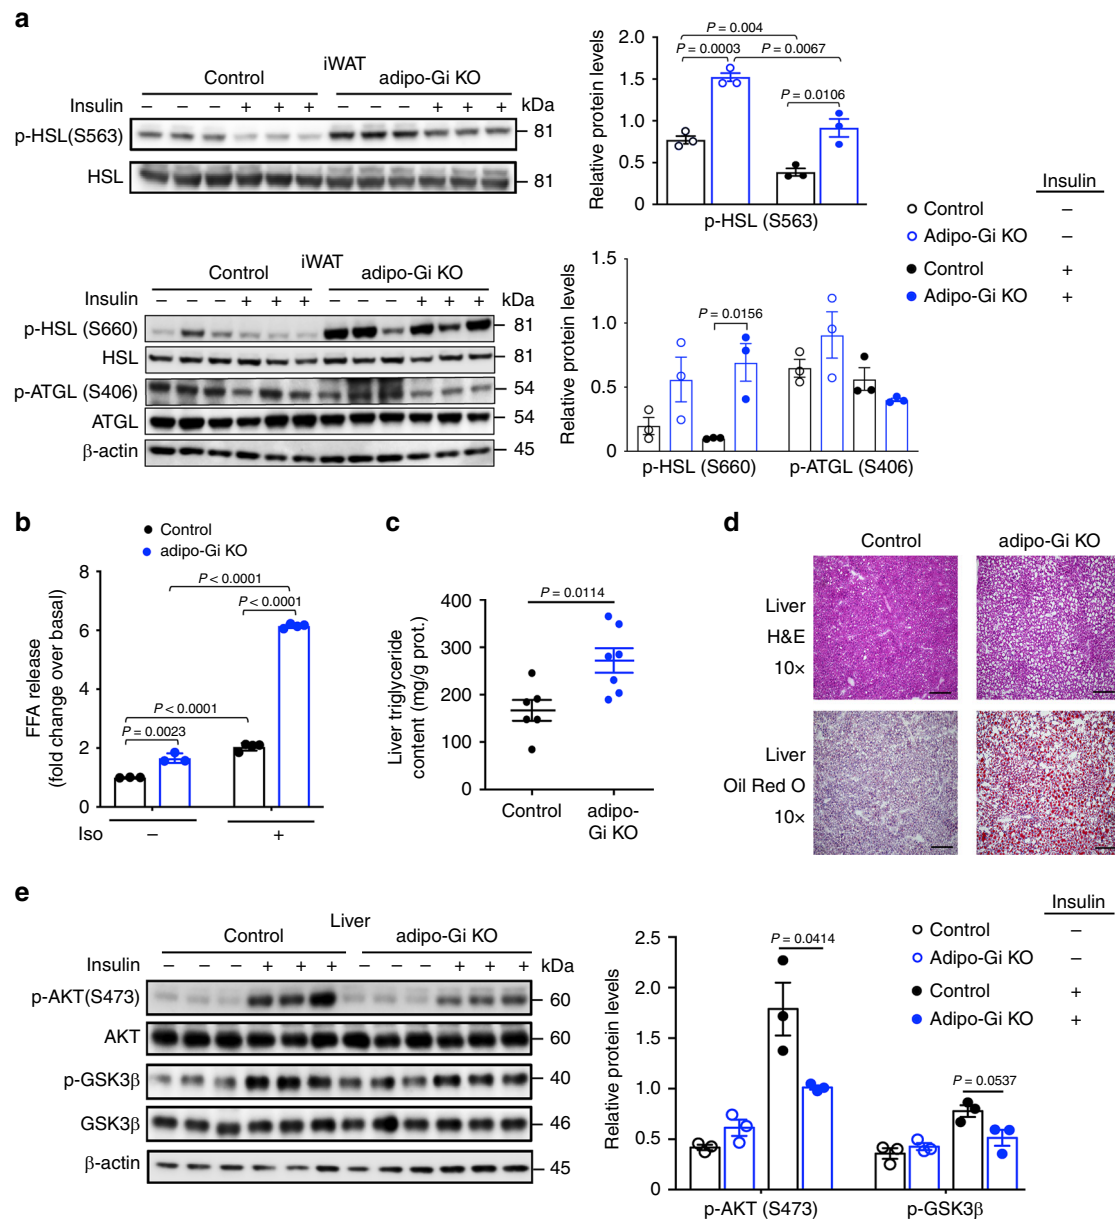 a
iWAT
Control
adipo-Gi KO
Insulin – – – + + + – – – + + + kDa
p-HSL(S563) 81
HSL 81
Relative protein levels
2.0
1.5
1.0
0.5
0
P = 0.004
P = 0.0003
P = 0.0067
P = 0.0106
p-HSL (S563)
Insulin
Control –
Adipo-Gi KO –
Control +
Adipo-Gi KO +
iWAT
Control
adipo-Gi KO
Insulin – – – + + + – – – + + + kDa
p-HSL (S660) 81
HSL 81
p-ATGL (S406) 54
ATGL 54
β-actin 45
Relative protein levels
1.5
1.0
0.5
0
P = 0.0156
p-HSL (S660)
p-ATGL (S406)
b
Control
adipo-Gi KO
FFA release
(fold change over basal)
8
6
4
2
0
P < 0.0001
P < 0.0001
P < 0.0001
P = 0.0023
Iso – +
c
Liver triglyceride
content (mg/g prot.)
400
300
200
100
0
P = 0.0114
Control
adipo-
Gi KO
d
Control
adipo-Gi KO
Liver
H&E
10×
Liver
Oil Red O
10×
e
Liver
Control
adipo-Gi KO
Insulin – – – + + + – – – + + + kDa
p-AKT(S473) 60
AKT 60
p-GSK3β 40
GSK3β 46
β-actin 45
Relative protein levels
2.5
2.0
1.5
1.0
0.5
0
P = 0.0414
P = 0.0537
p-AKT (S473)
p-GSK3β
Insulin
Control –
Adipo-Gi KO –
Control +
Adipo-Gi KO +